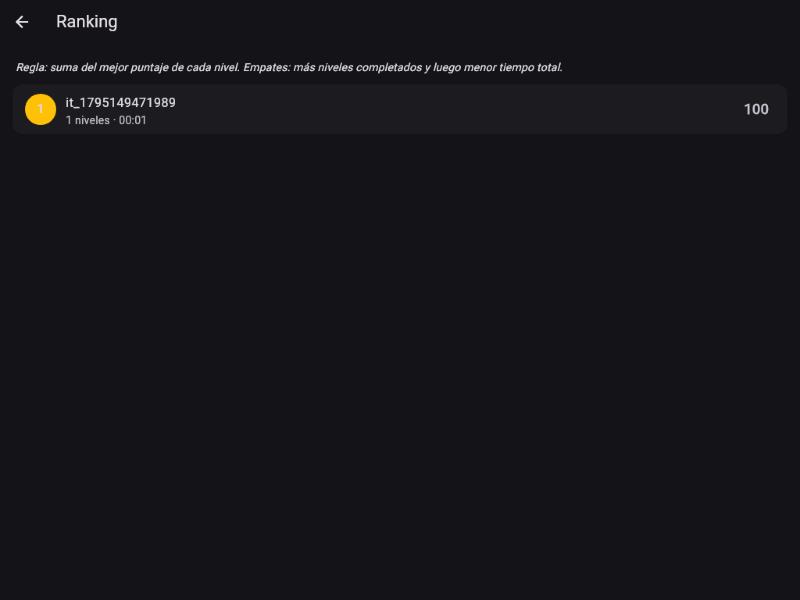 Ranking
Regla: suma del mejor puntaje de cada nivel. Empates: más niveles completados y luego menor tiempo total.
1
it_1795149471989
100
1 niveles · 00:01